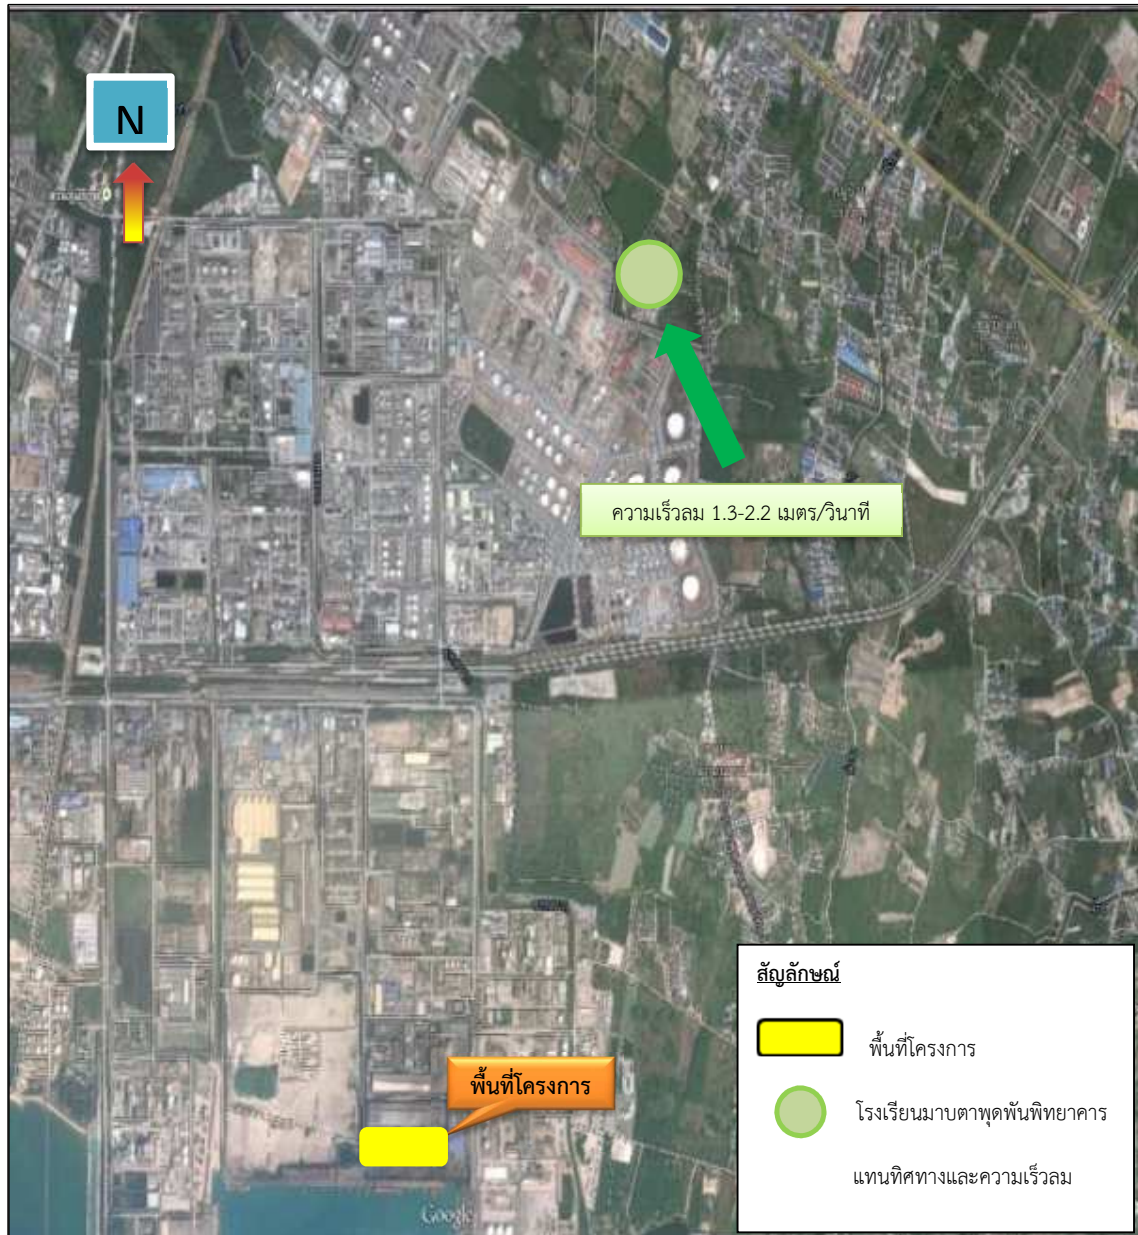 N
ความเร็วลม 1.3-2.2 เมตร/วินาที
พื้นที่โครงการ
สัญลักษณ์
พื้นที่โครงการ
โรงเรียนมาบตาพุดพันพิทยาคาร
แทนทิศทางและความเร็วลม
Google